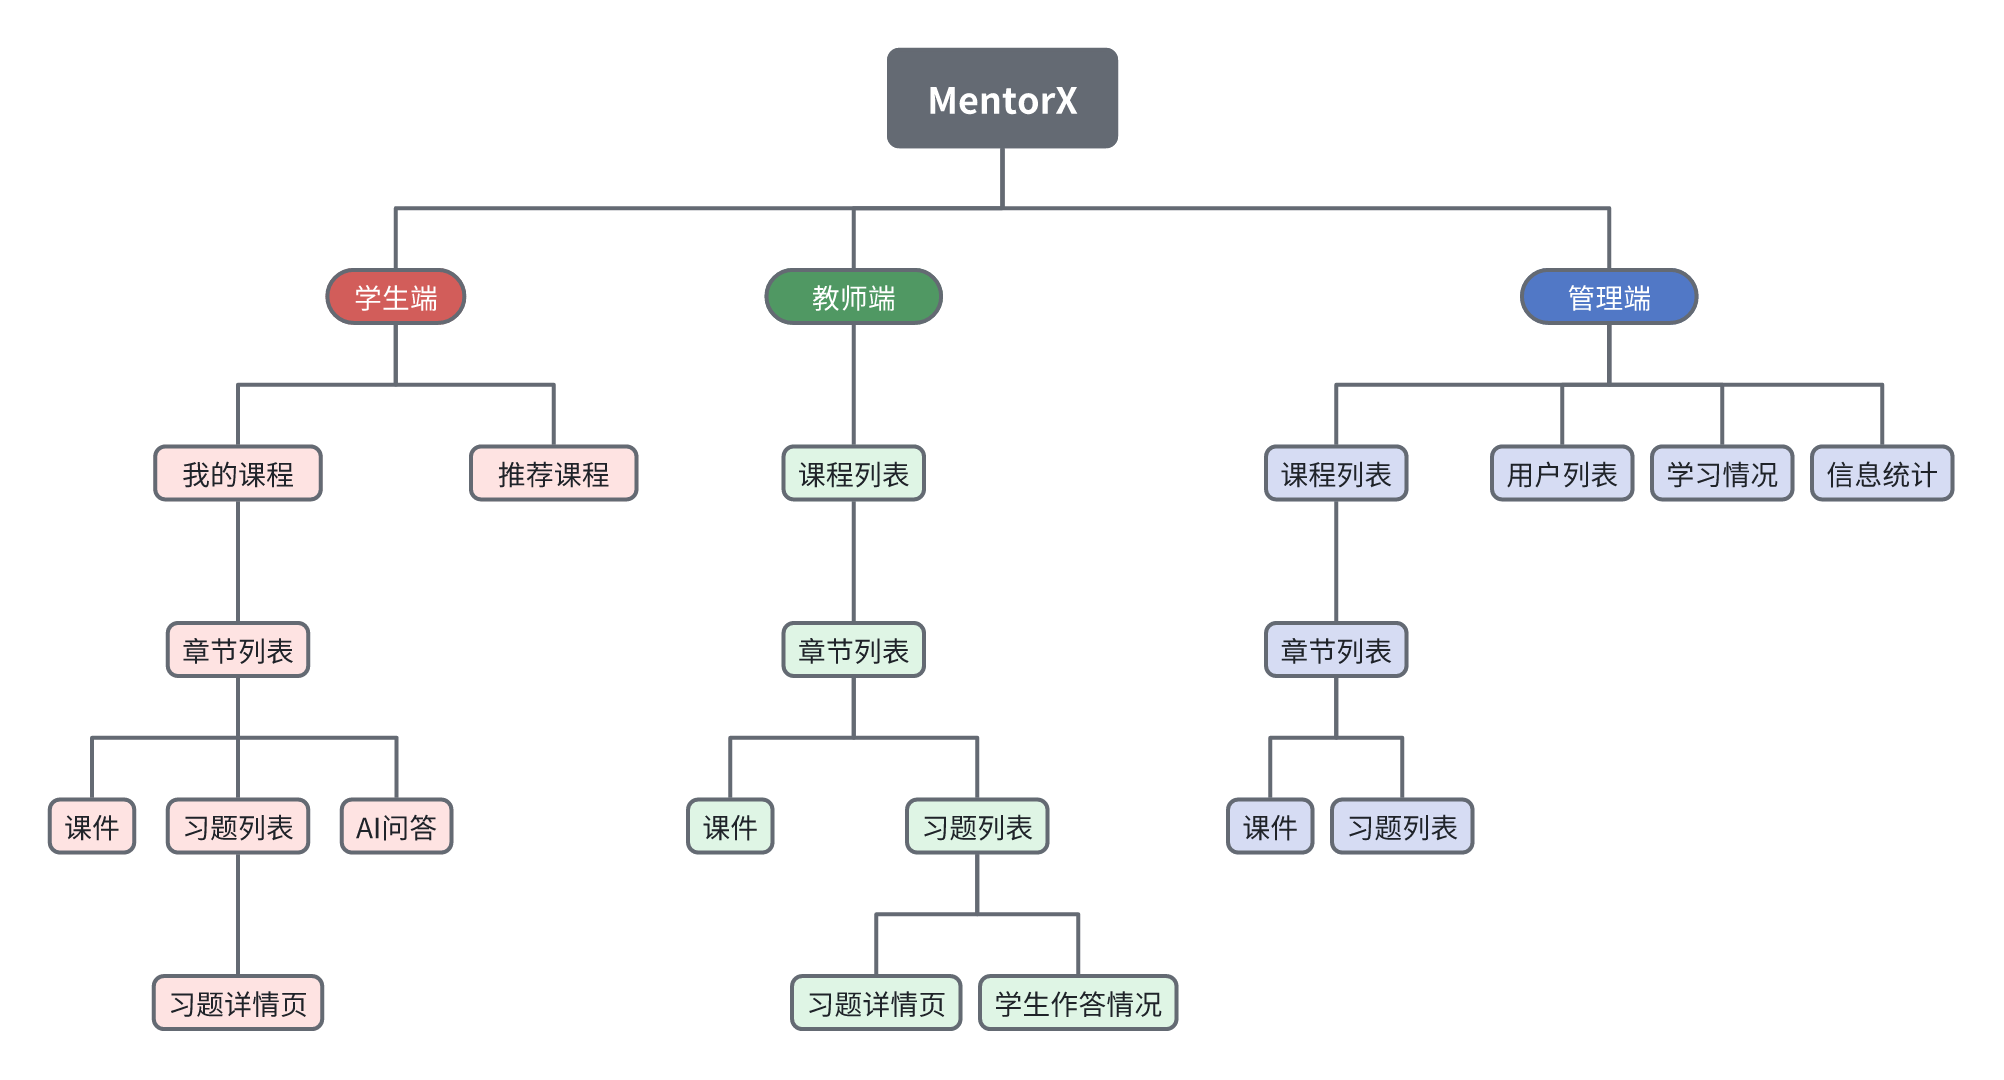 MentorX
学生端
教师端
管理端
我的课程
推荐课程
课程列表
课程列表
用户列表
学习情况
信息统计
章节列表
章节列表
章节列表
课件
习题列表
AI问答
课件
习题列表
课件
习题列表
习题详情页
习题详情页
学生作答情况